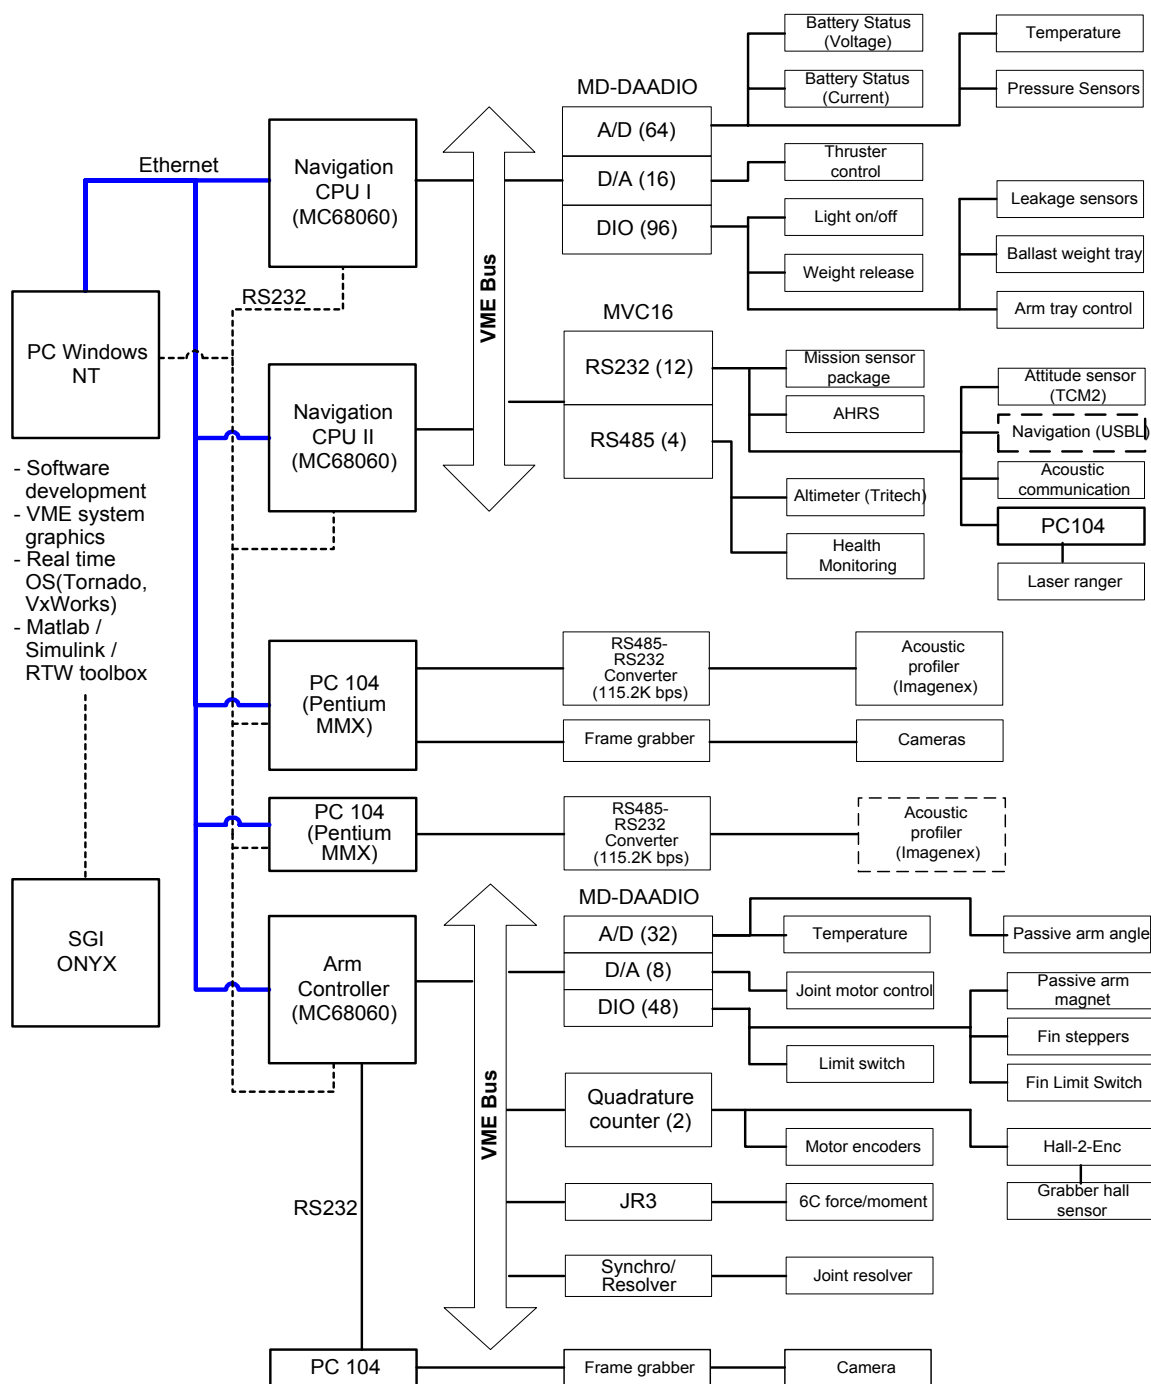 Battery Status
(Voltage)
Temperature
Battery Status
(Current)
Pressure Sensors
MD-DAADIO
A/D (64)
D/A (16)
DIO (96)
Thruster
control
Light on/off
Weight release
Leakage sensors
Ballast weight tray
Arm tray control
Ethernet
Navigation
CPU I
(MC68060)
RS232
VME Bus
PC Windows
NT
Navigation
CPU II
(MC68060)
MVC16
RS232 (12)
RS485 (4)
Mission sensor
package
AHRS
Altimeter (Tritech)
Health
Monitoring
Attitude sensor
(TCM2)
Navigation (USBL)
Acoustic
communication
PC104
Laser ranger
- Software
development
- VME system
graphics
- Real time
OS(Tornado,
VxWorks)
- Matlab /
Simulink /
RTW toolbox
PC 104
(Pentium
MMX)
RS485-
RS232
Converter
(115.2K bps)
Acoustic
profiler
(Imagenex)
Frame grabber
Cameras
PC 104
(Pentium
MMX)
RS485-
RS232
Converter
(115.2K bps)
Acoustic
profiler
(Imagenex)
SGI
ONYX
Arm
Controller
(MC68060)
VME Bus
MD-DAADIO
A/D (32)
D/A (8)
DIO (48)
Temperature
Passive arm angle
Joint motor control
Passive arm
magnet
Limit switch
Fin steppers
Fin Limit Switch
Quadrature
counter (2)
Motor encoders
Hall-2-Enc
Grabber hall
sensor
RS232
JR3
6C force/moment
Synchro/
Resolver
Joint resolver
PC 104
Frame grabber
Camera